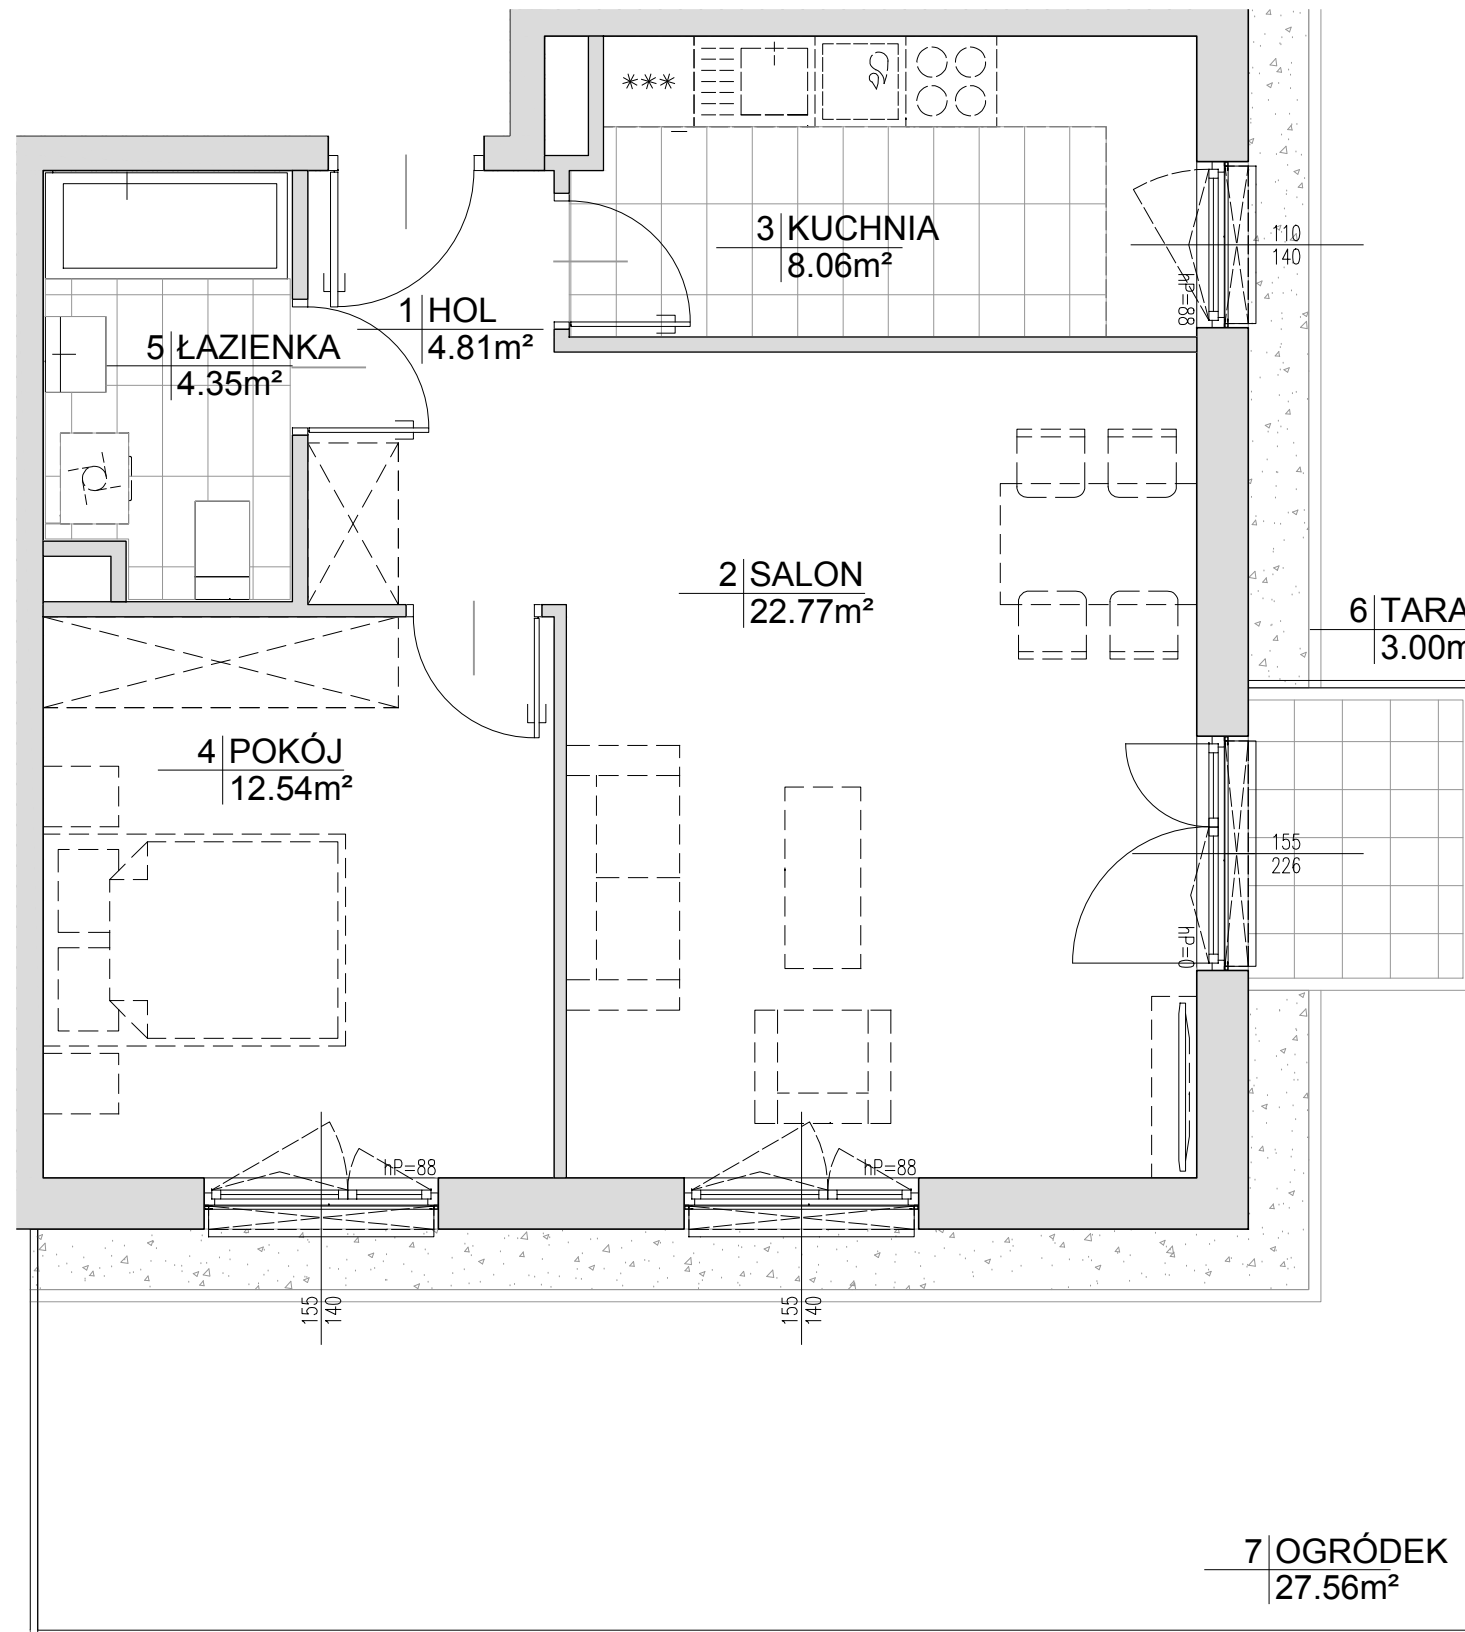 ***
3 KUCHNIA
8.06m²
110
140
hP=88
1 HOL
4.81m²
5 ŁAZIENKA
4.35m²
2 SALON
22.77m²
6 TARA
3.00m
4 POKÓJ
12.54m²
155
226
hP=0
hP=88
hP=88
155
140
155
140
7 OGRÓDEK
27.56m²